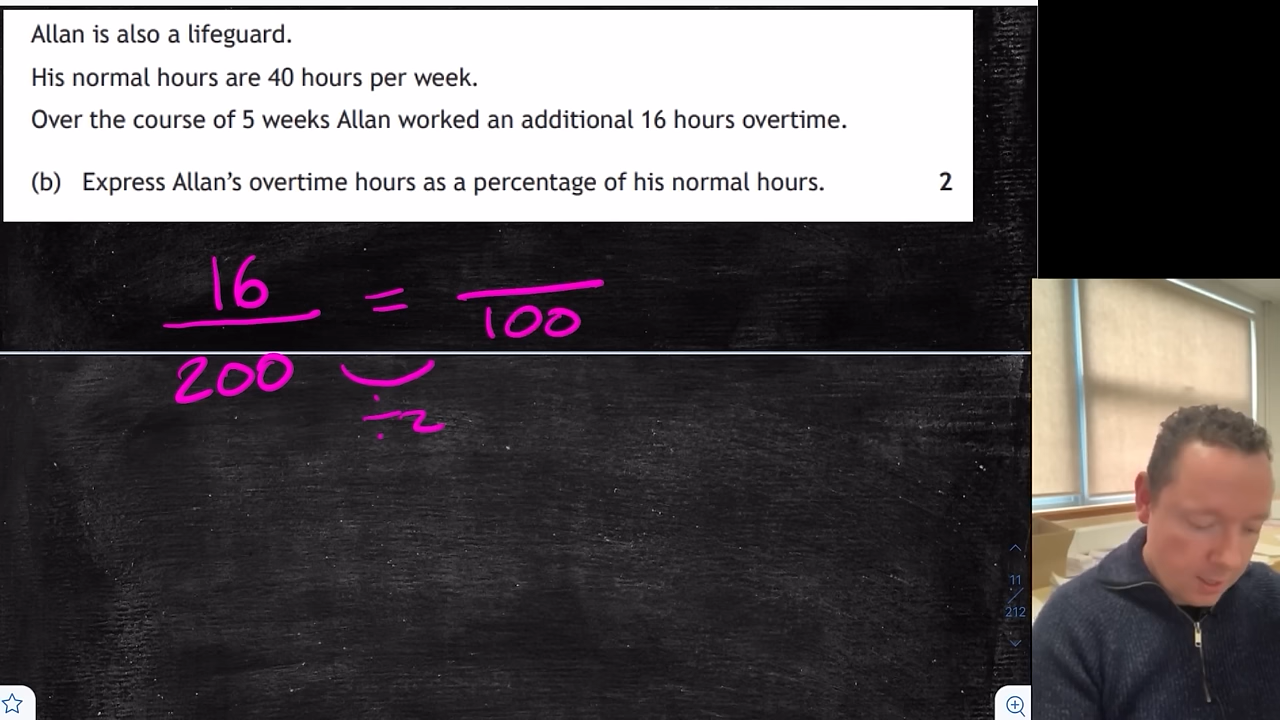 Allan is also a lifeguard.
His normal hours are 40 hours per week.
Over the course of 5 weeks Allan worked an additional 16 hours overtime.
(b) Express Allan's overtime hours as a percentage of his normal hours. 2
16
=
200
100
÷2
11
212